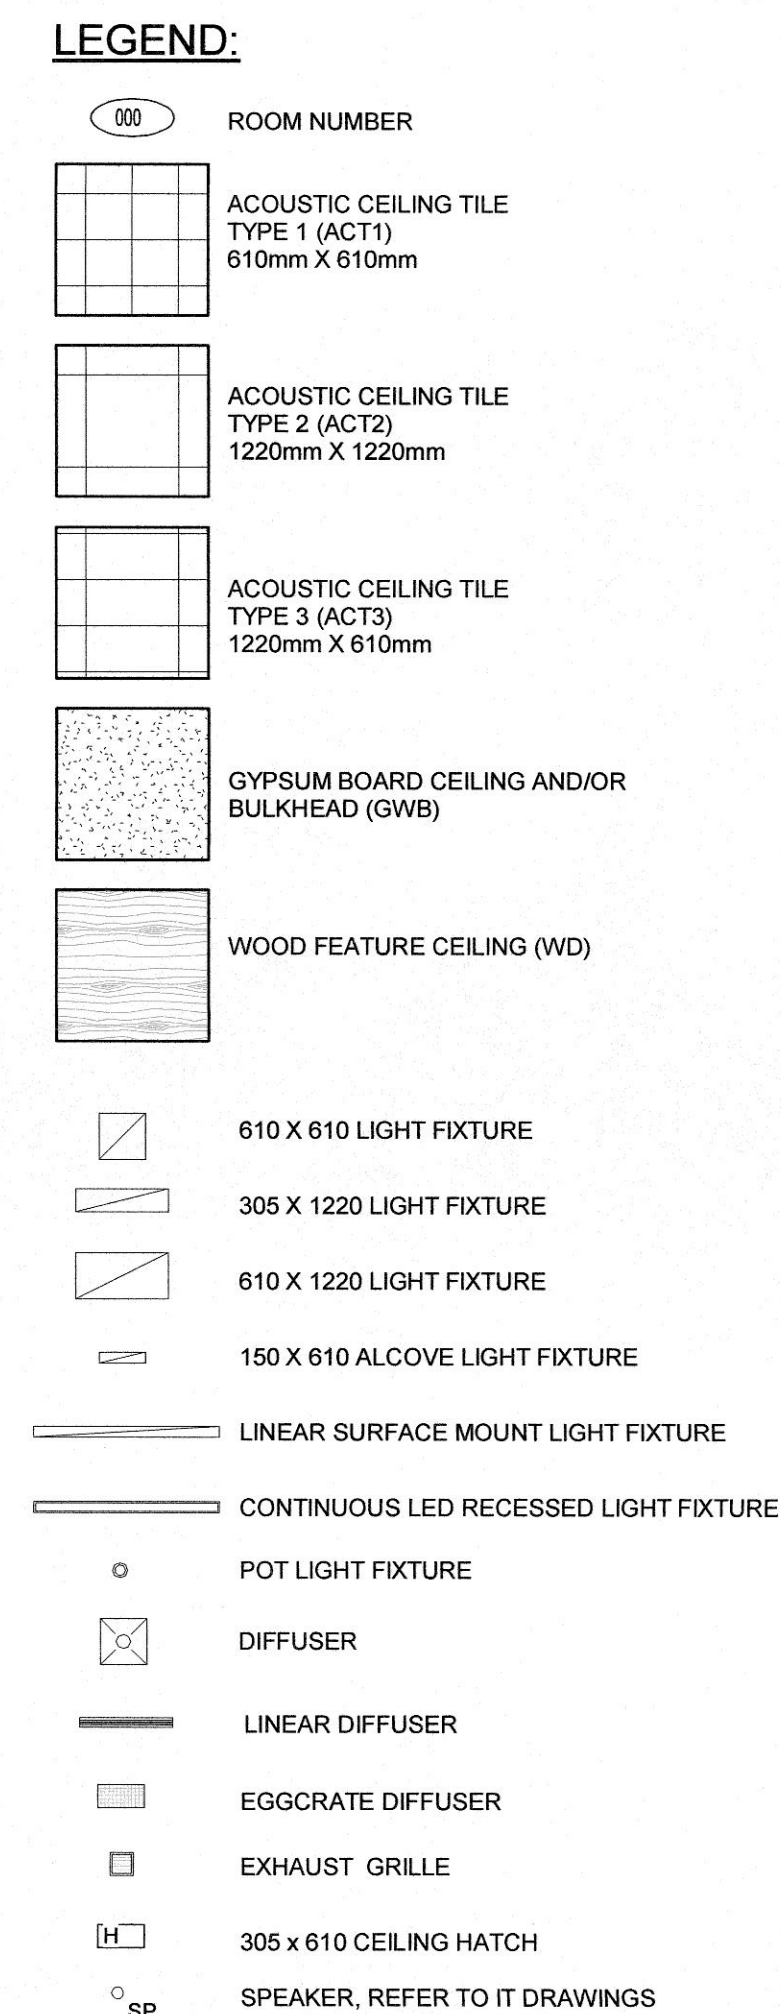 LEGEND:
000
ROOM NUMBER
ACOUSTIC CEILING TILE
TYPE 1 (ACT1)
610mm X 610mm
ACOUSTIC CEILING TILE
TYPE 2 (ACT2)
1220mm X 1220mm
ACOUSTIC CEILING TILE
TYPE 3 (ACT3)
1220mm X 610mm
GYPSUM BOARD CEILING AND/OR
BULKHEAD (GWB)
WOOD FEATURE CEILING (WD)
610 X 610 LIGHT FIXTURE
305 X 1220 LIGHT FIXTURE
610 X 1220 LIGHT FIXTURE
150 X 610 ALCOVE LIGHT FIXTURE
LINEAR SURFACE MOUNT LIGHT FIXTURE
CONTINUOUS LED RECESSED LIGHT FIXTURE
POT LIGHT FIXTURE
DIFFUSER
LINEAR DIFFUSER
EGGCRATE DIFFUSER
EXHAUST GRILLE
H
305 x 610 CEILING HATCH
SP
SPEAKER, REFER TO IT DRAWINGS